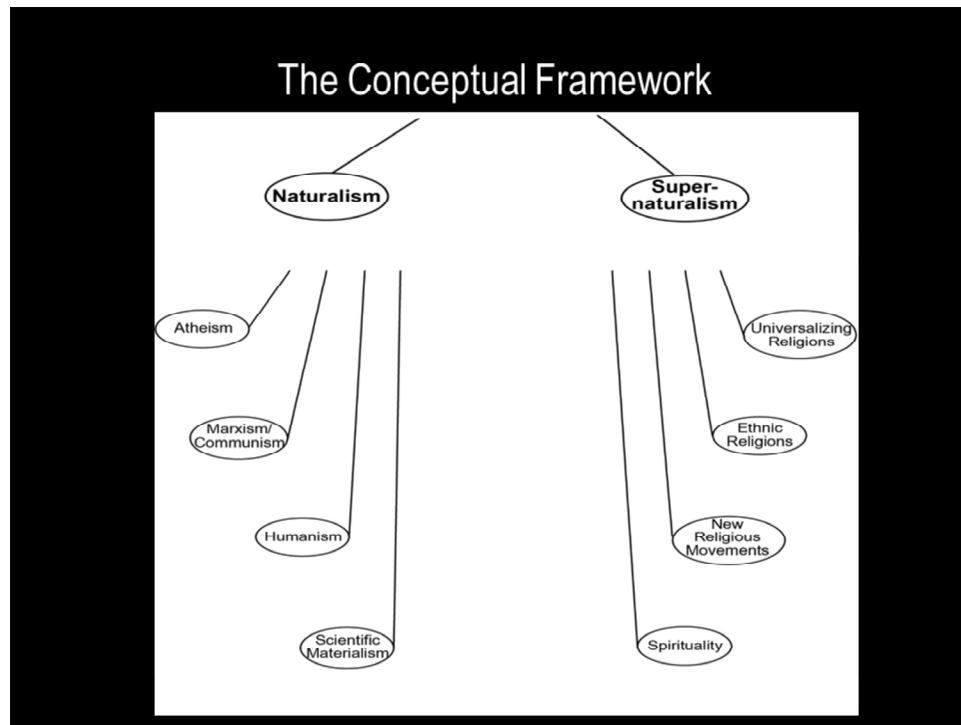 The Conceptual Framework
Naturalism
Super-
naturalism
Atheism
Universalizing
Religions
Marxism/
Communism
Ethnic
Religions
Humanism
New
Religious
Movements
Scientific
Materialism
Spirituality